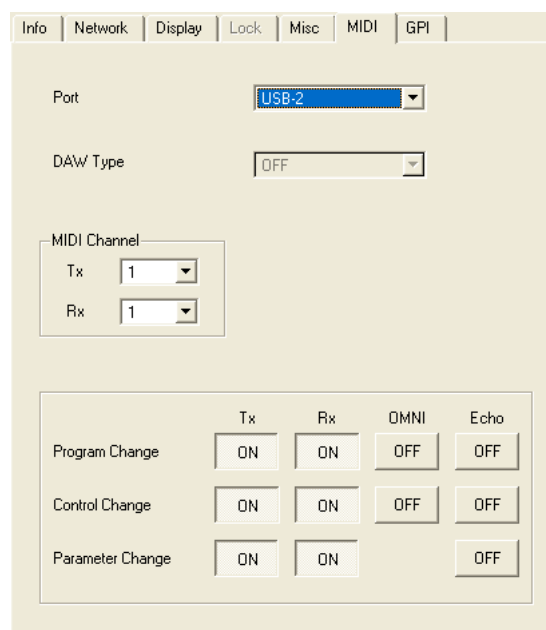 Info Network Display Lock Misc MIDI GPI
Port USB-2
DAW Type OFF
MIDI Channel
Tx 1
Rx 1
Tx Rx OMNI Echo
Program Change ON ON OFF OFF
Control Change ON ON OFF OFF
Parameter Change ON ON OFF